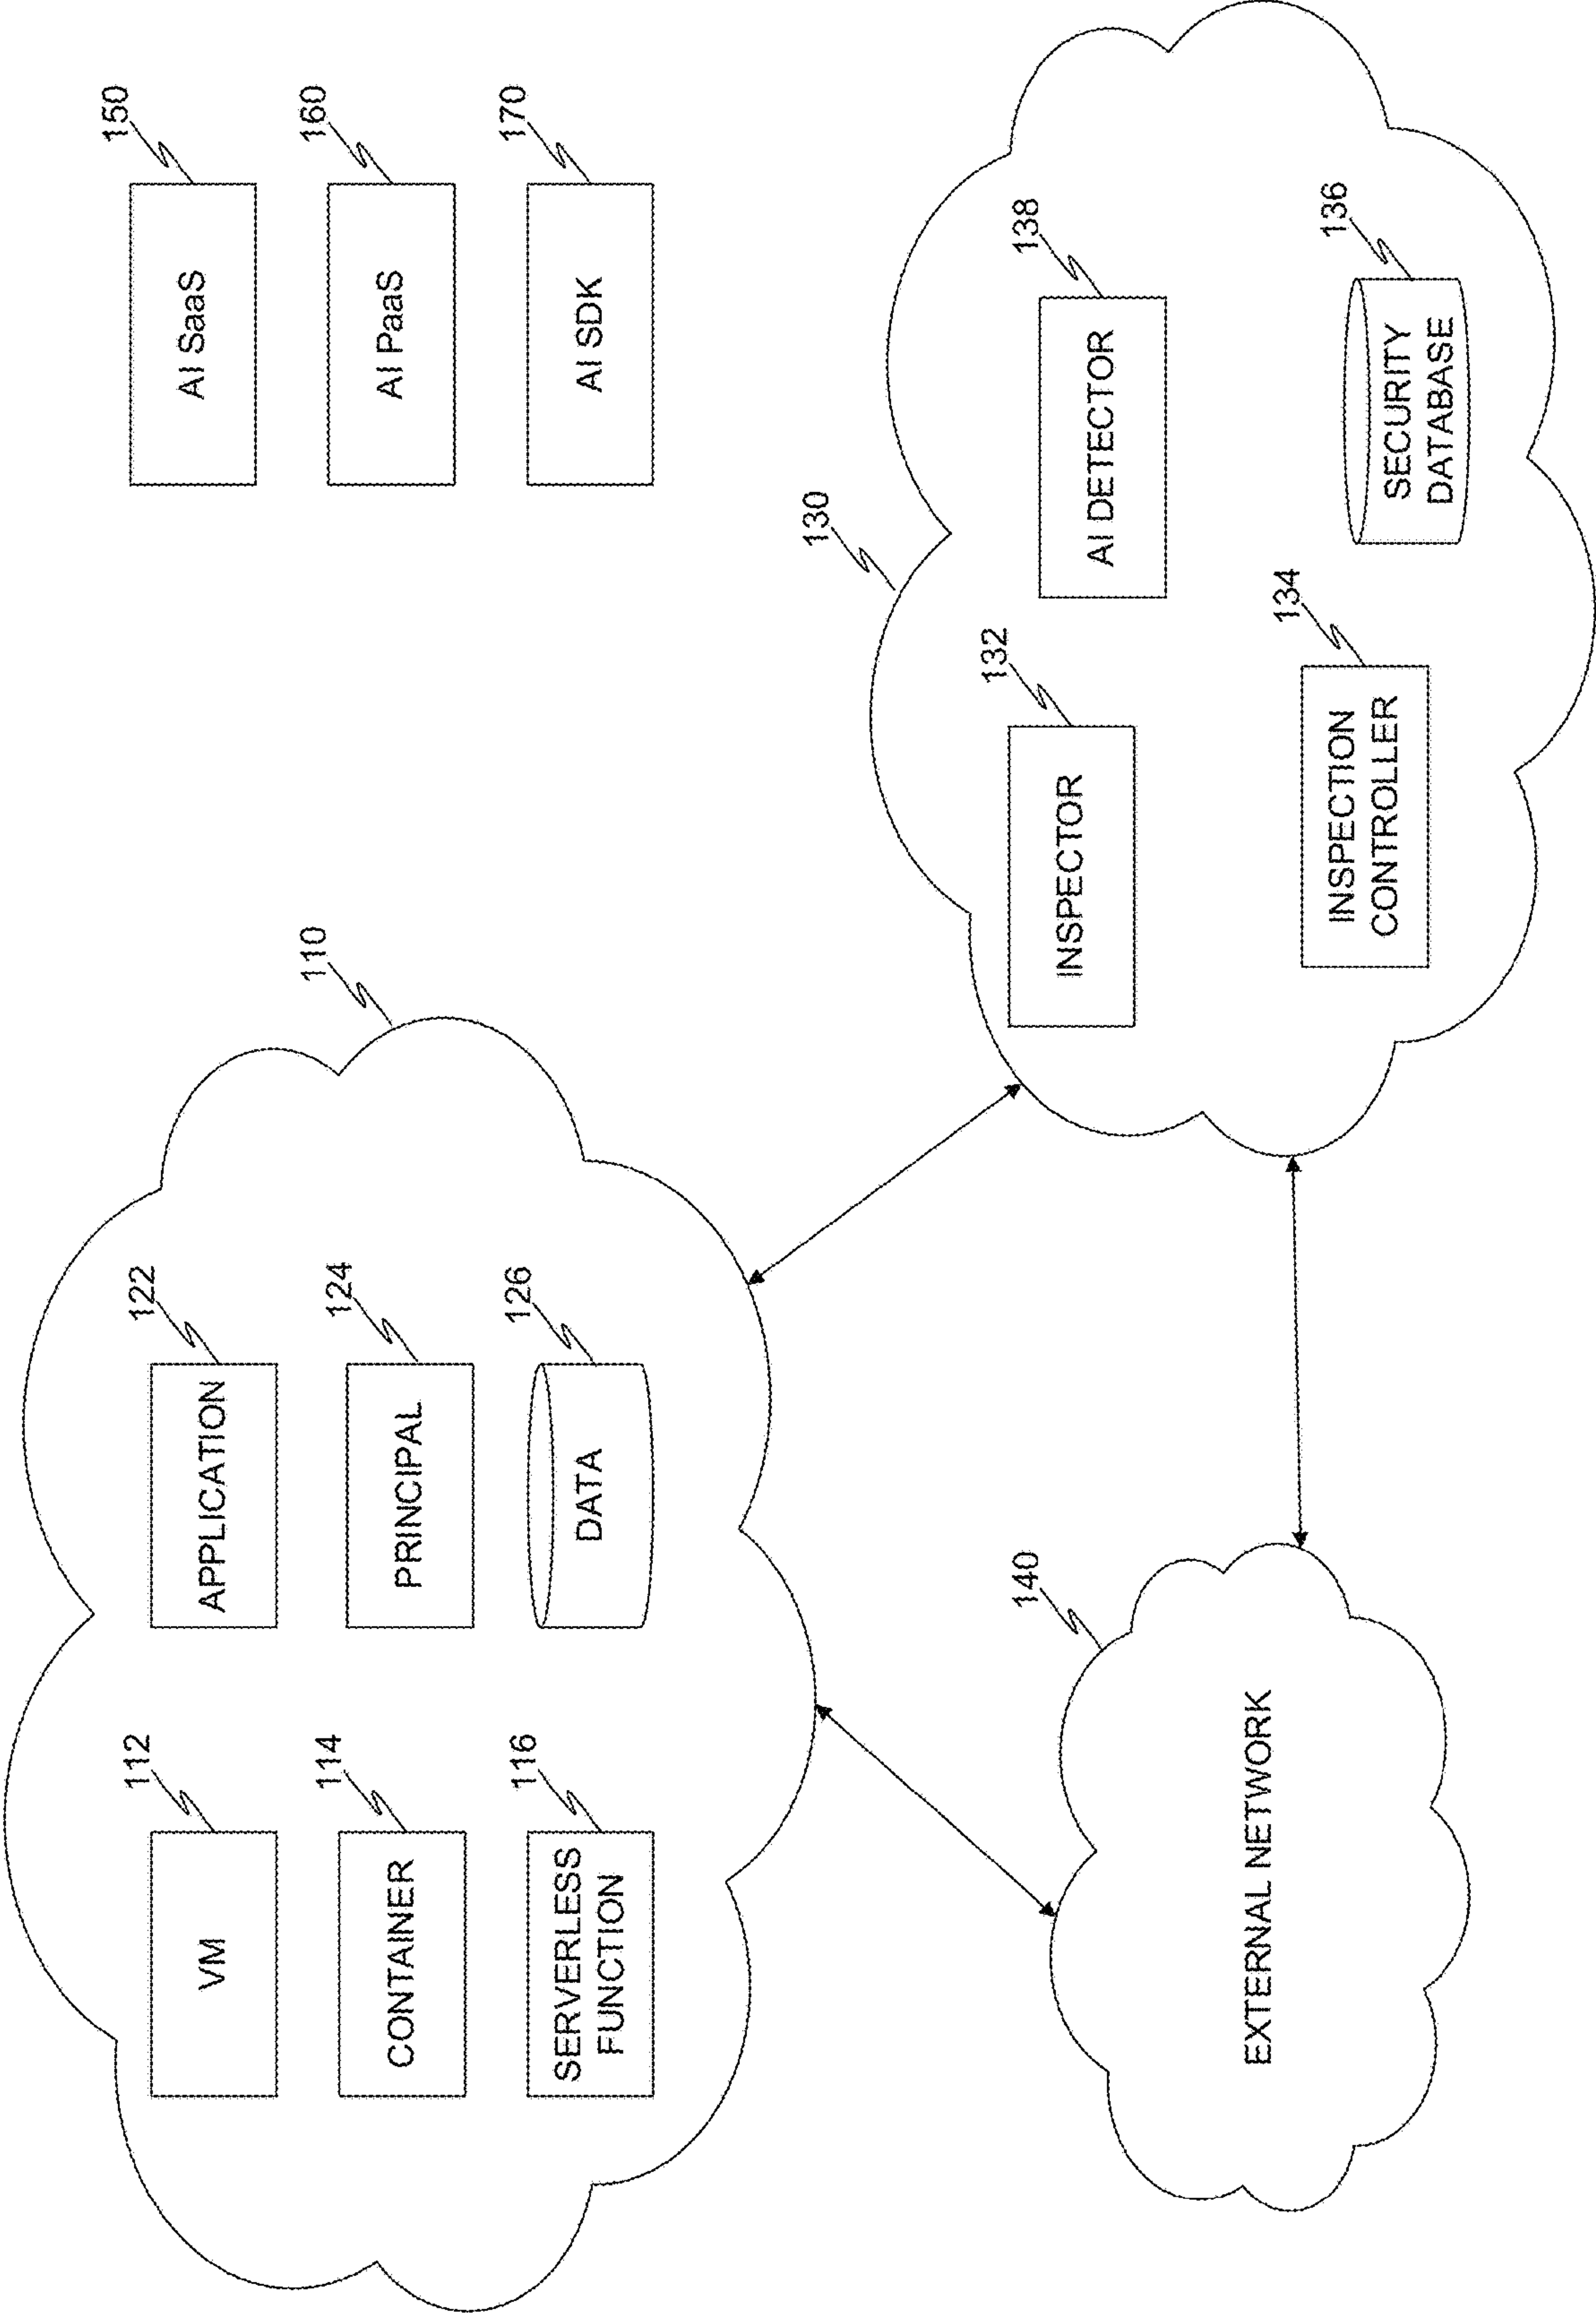 110
112
VM
122
APPLICATION
114
CONTAINER
124
PRINCIPAL
116
SERVERLESS
FUNCTION
126
DATA
150
AI SaaS
160
AI PaaS
170
AI SDK
130
132
INSPECTOR
138
AI DETECTOR
134
INSPECTION
CONTROLLER
136
SECURITY
DATABASE
140
EXTERNAL NETWORK